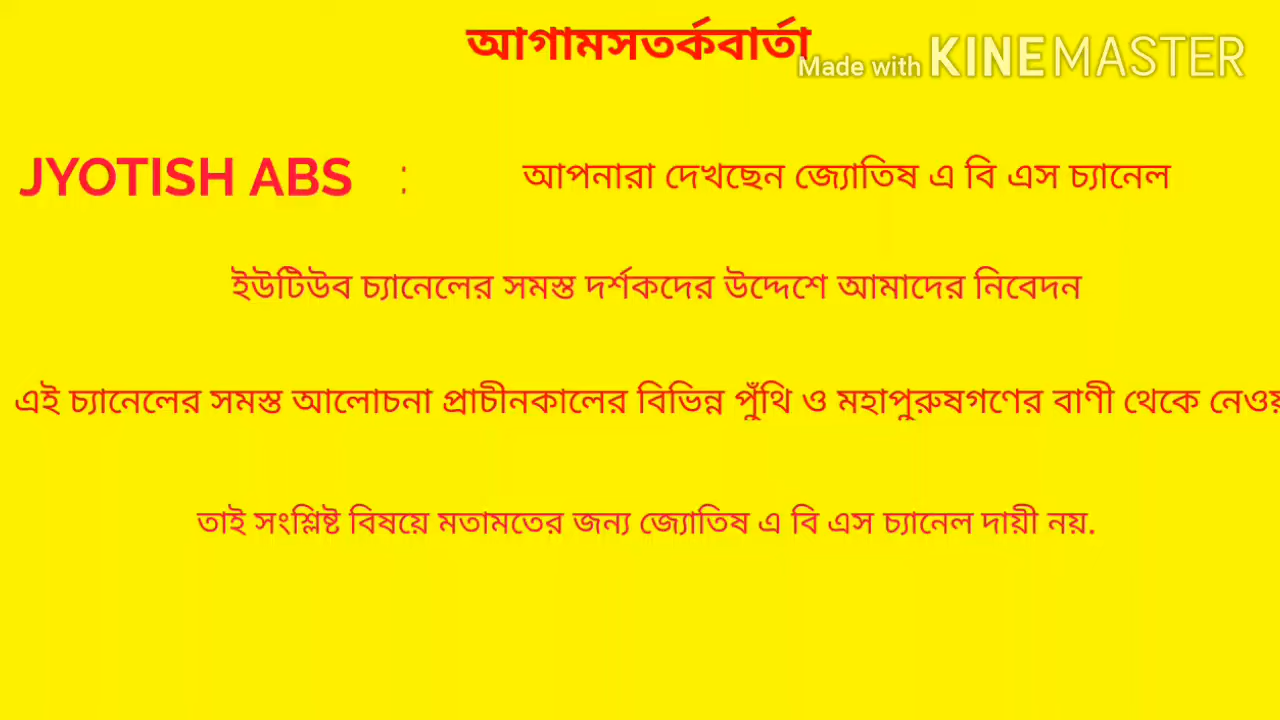 আগামসতর্কবার্তা
Made with KINEMASTER
JYOTISH ABS : আপনারা দেখছেন জ্যোতিষ এ বি এস চ্যানেল
ইউটিউব চ্যানেলের সমস্ত দর্শকদের উদ্দেশে আমাদের নিবেদন
এই চ্যানেলের সমস্ত আলোচনা প্রাচীনকালের বিভিন্ন পুঁথি ও মহাপুরুষগণের বাণী থেকে
তাই সংশ্লিষ্ট বিষয়ে মতামতের জন্য জ্যোতিষ এ বি এস চ্যানেল দায়ী নয়.